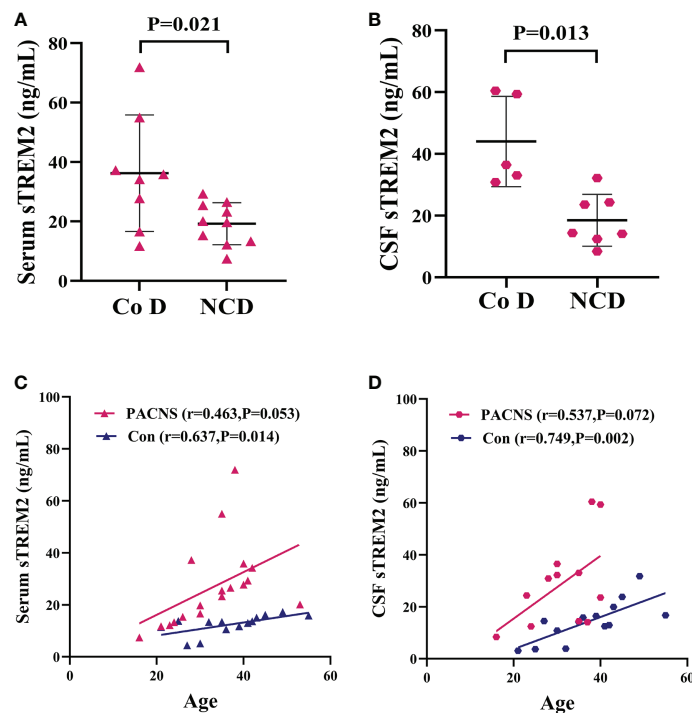 A
P=0.021
Serum sTREM2 (ng/mL)
80
60
40
20
0
Co D
NCD
B
P=0.013
CSF sTREM2 (ng/mL)
80
60
40
20
0
Co D
NCD
C
PACNS (r=0.463,P=0.053)
Con (r=0.637,P=0.014)
Serum sTREM2 (ng/mL)
100
80
60
40
20
0
0
20
40
60
Age
D
PACNS (r=0.537,P=0.072)
Con (r=0.749,P=0.002)
CSF sTREM2 (ng/mL)
100
80
60
40
20
0
0
20
40
60
Age